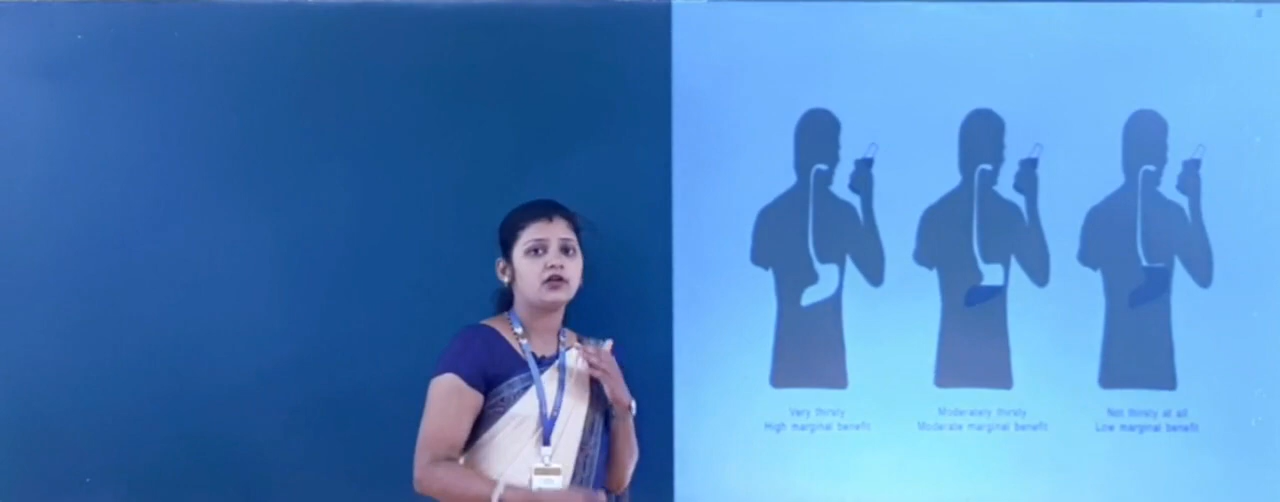 Very thirsty
High marginal benefit
Moderately thirsty
Moderate marginal benefit
Not thirsty at all
Low marginal benefit